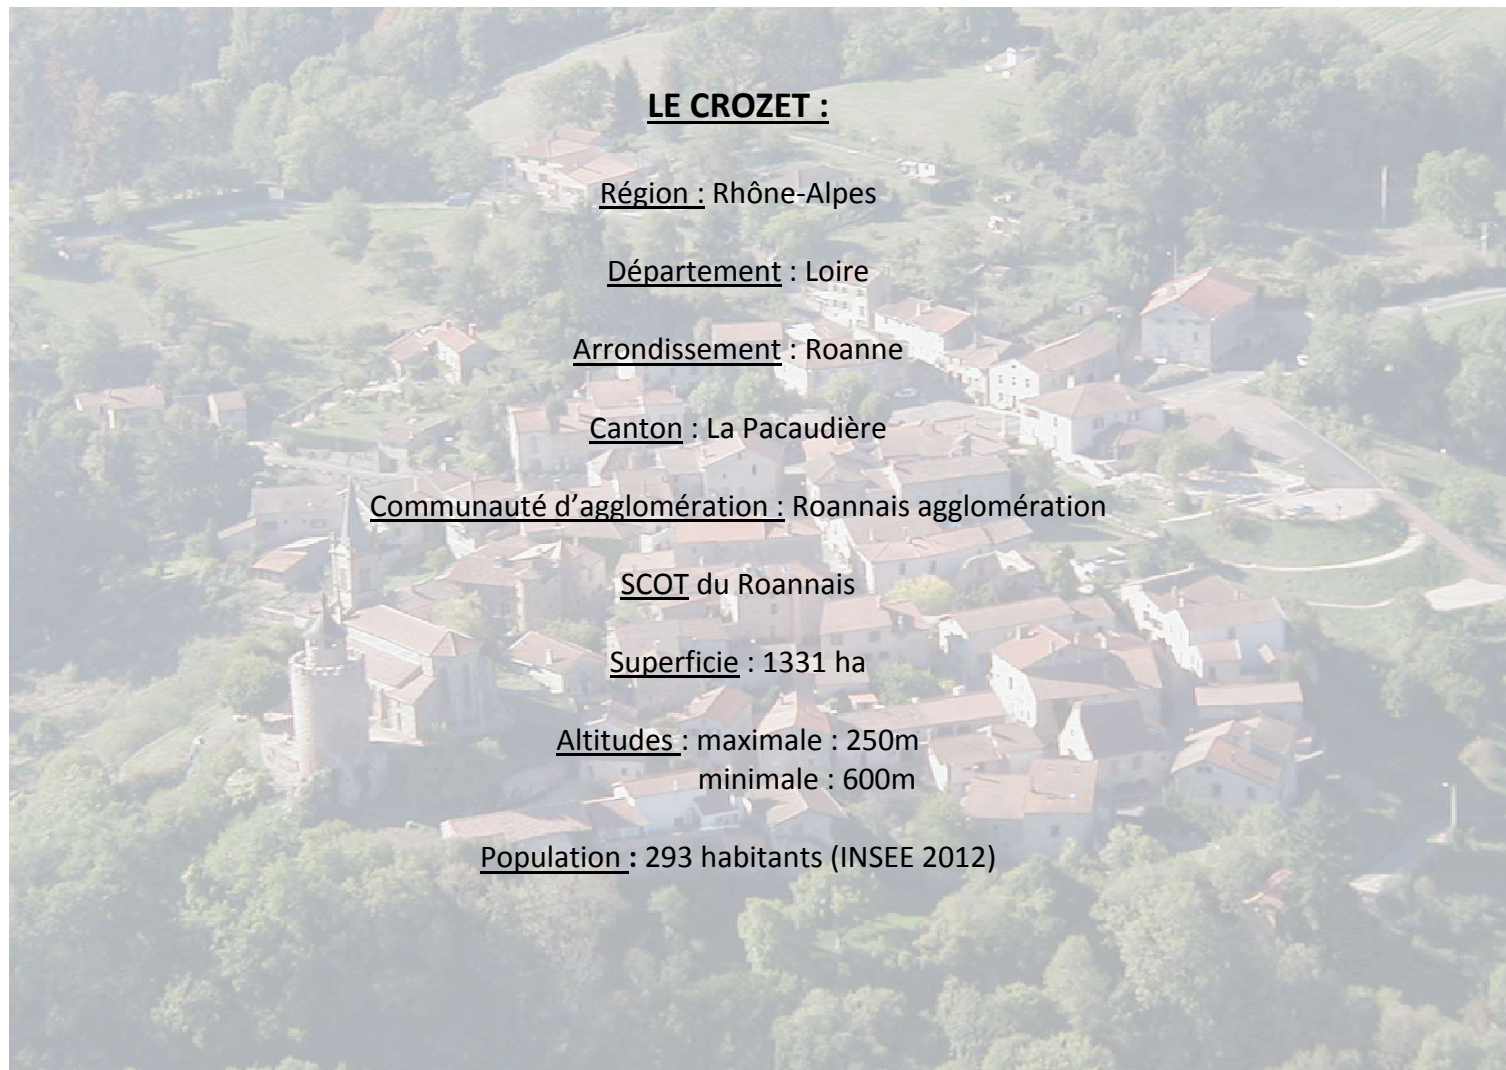 LE CROZET :
Région : Rhône-Alpes
Département : Loire
Arrondissement : Roanne
Canton : La Pacaudière
Communauté d’agglomération : Roannais agglomération
SCOT du Roannais
Superficie : 1331 ha
Altitudes : maximale : 250m
minimale : 600m
Population : 293 habitants (INSEE 2012)